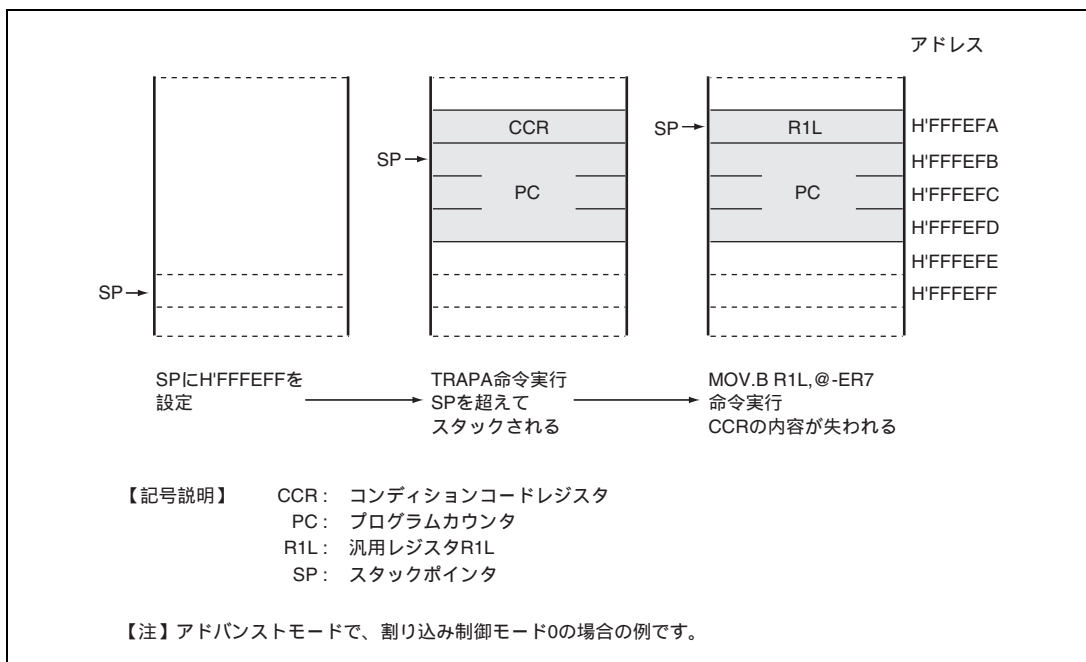 アドレス
CCR
SP
R1L
H'FFFEFA
SP
H'FFFEFB
PC
PC
H'FFFEFC
H'FFFEFD
H'FFFEFE
SP
H'FFFEFF
SPにH'FFFEFFを
設定
TRAPA命令実行
SPを超えて
スタックされる
MOV.B R1L,@-ER7
命令実行
CCRの内容が失われる
【記号説明】 CCR : コンディションコードレジスタ
PC : プログラムカウンタ
R1L : 汎用レジスタR1L
SP : スタックポインタ
【注】アドバンストモードで、割り込み制御モード0の場合の例です。